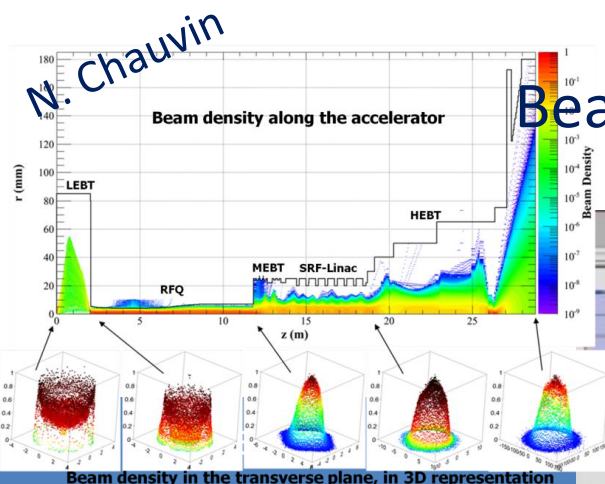 N. Chauvin
Bea
Beam density along the accelerator
180
160
140
120
100
80
60
40
20
0
r (mm)
LEBT
RFQ
MEBT
SRF-Linac
HEBT
0 5 10 15 20 25
z (m)
1
10-1
10-3
10-4
10-5
10-6
10-7
10-8
10-9
Beam Density
Beam density in the transverse plane, in 3D representation